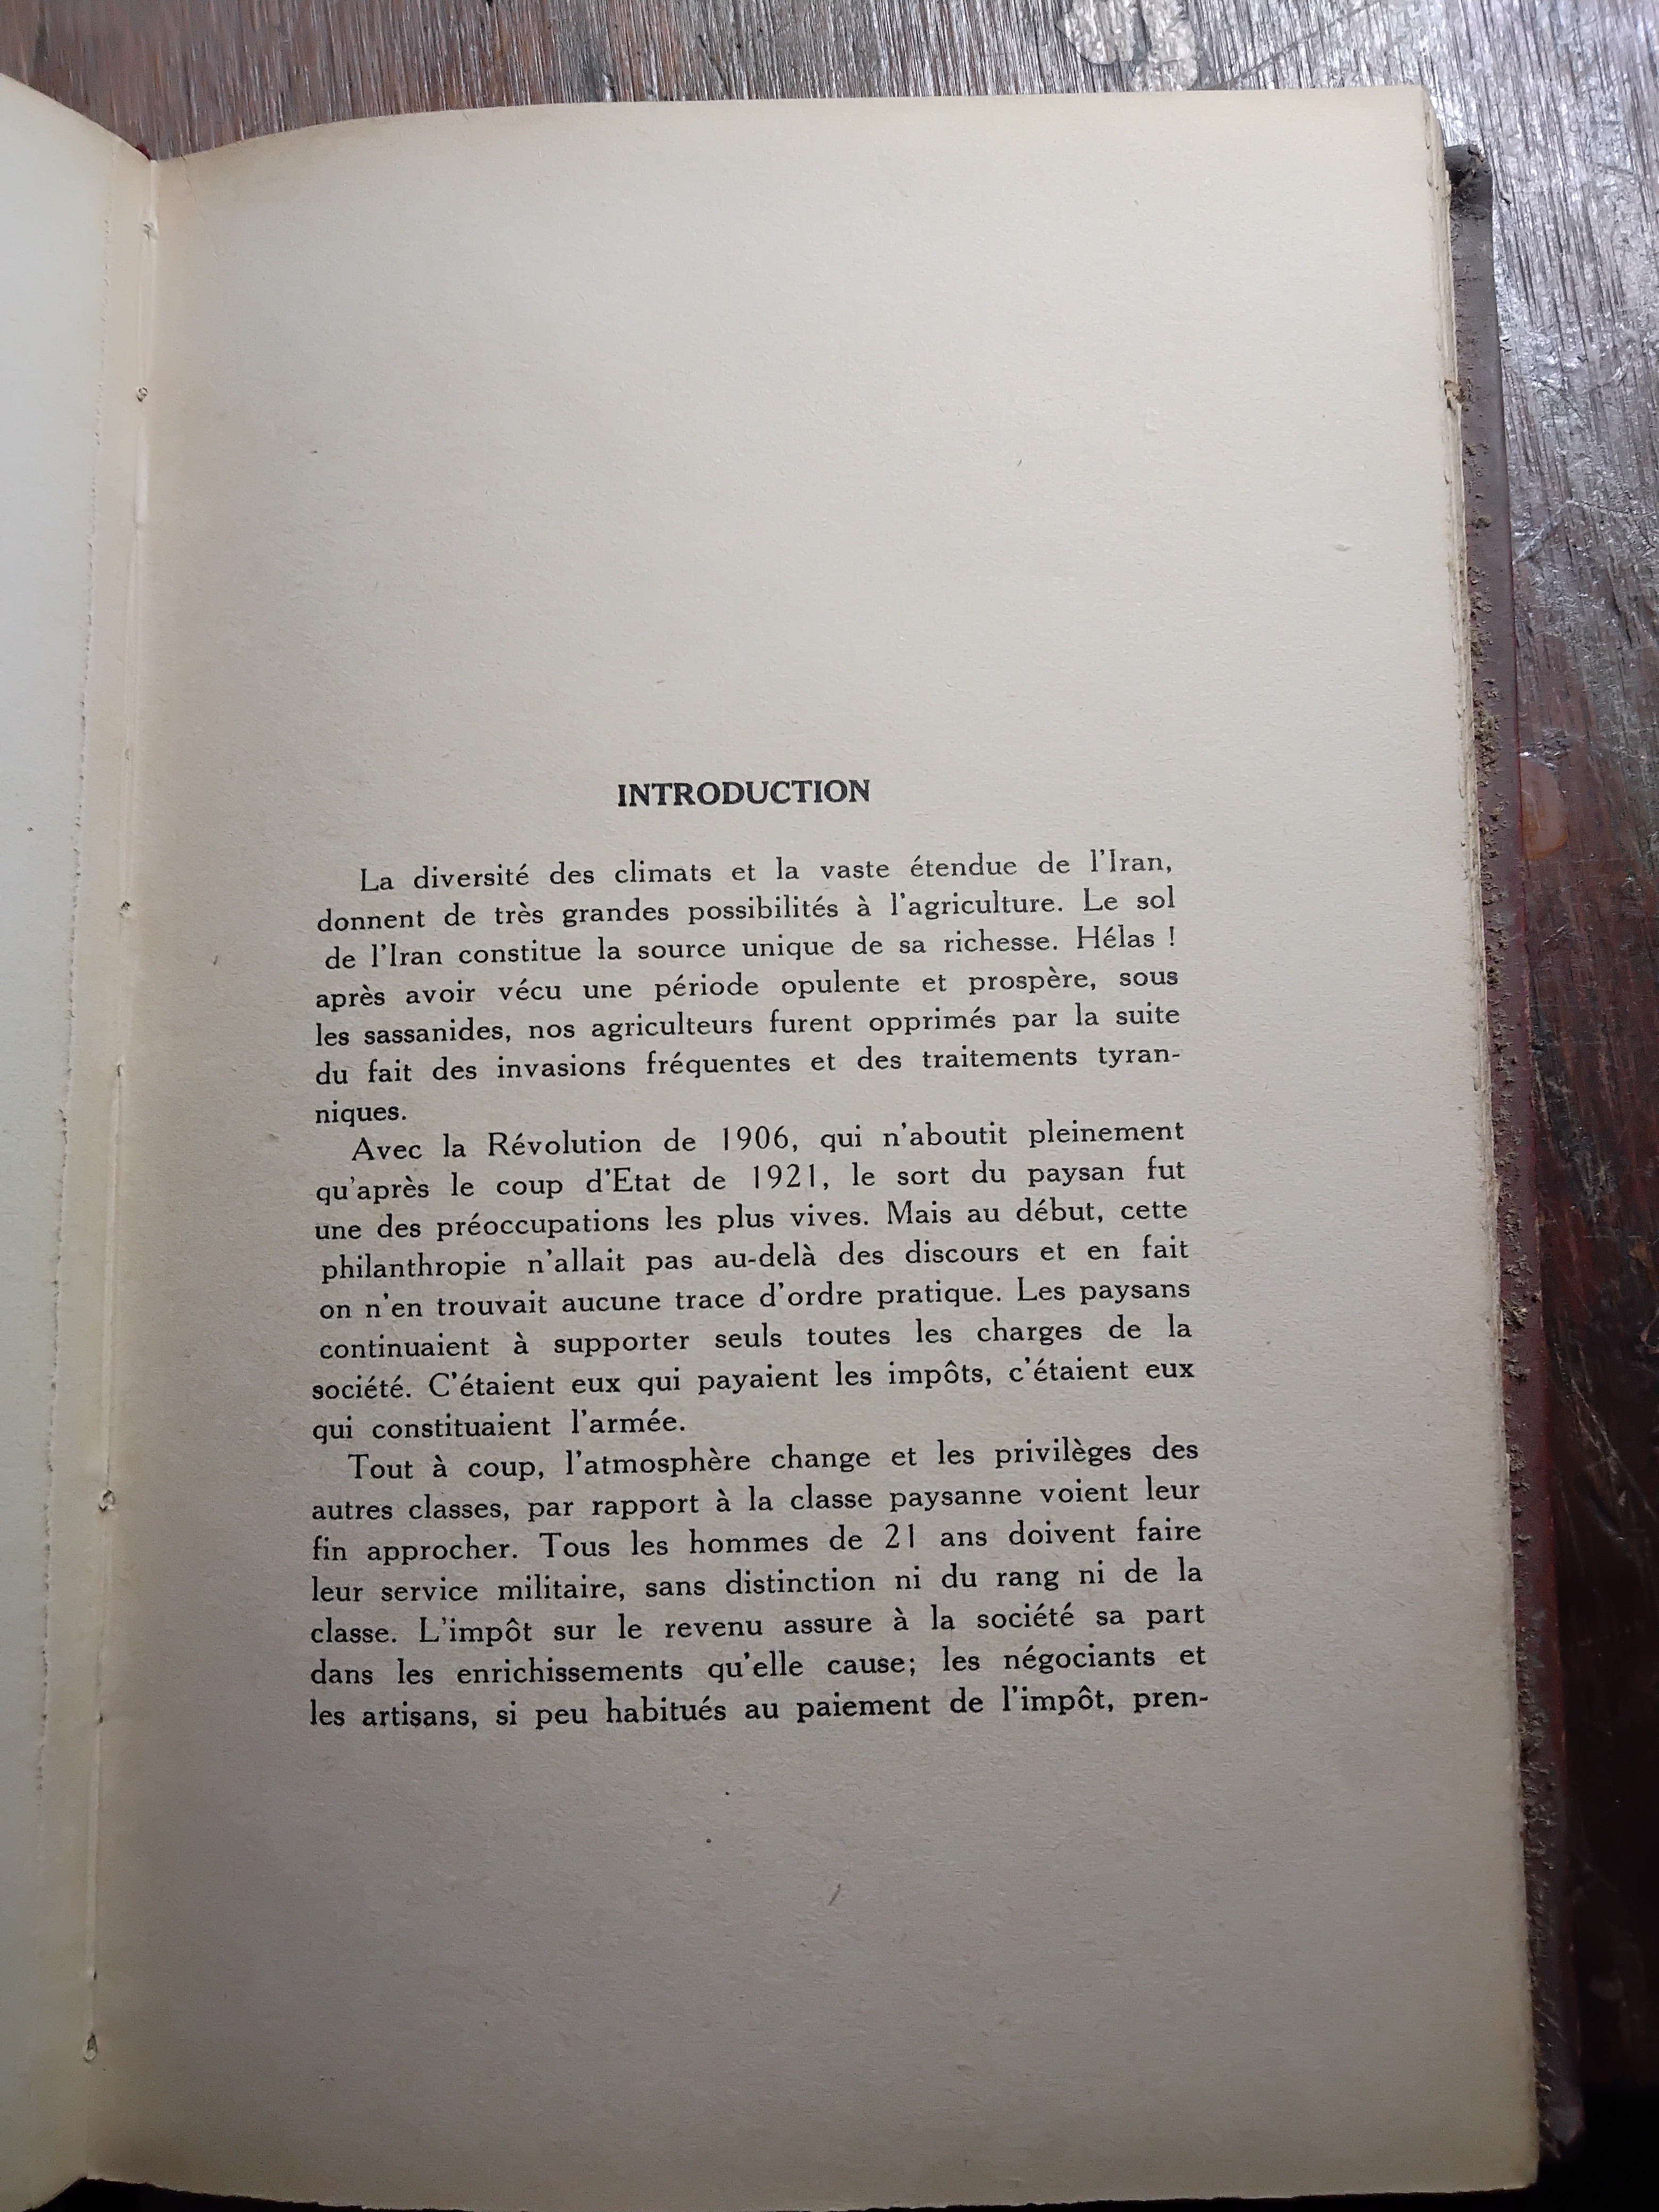 INTRODUCTION
La diversité des climats et la vaste étendue de l'Iran,
donnent de très grandes possibilités à l'agriculture. Le sol
de l'Iran constitue la source unique de sa richesse. Hélas !
après avoir vécu une période opulente et prospère, sous
les sassanides, nos agriculteurs furent opprimés par la suite
du fait des invasions fréquentes et des traitements tyran-
niques.
Avec la Révolution de 1906, qui n'aboutit pleinement
qu'après le coup d'Etat de 1921, le sort du paysan fut
une des préoccupations les plus vives. Mais au début, cette
philanthropie n'allait pas au-delà des discours et en fait
on n'en trouvait aucune trace d'ordre pratique. Les paysans
continuaient à supporter seuls toutes les charges de la
société. C'étaient eux qui payaient les impôts, c'étaient eux
qui constituaient l'armée.
Tout à coup, l'atmosphère change et les privilèges des
autres classes, par rapport à la classe paysanne voient leur
fin approcher. Tous les hommes de 21 ans doivent faire
leur service militaire, sans distinction ni du rang ni de la
classe. L'impôt sur le revenu assure à la société sa part
dans les enrichissements qu'elle cause; les négociants et
les artisans, si peu habitués au paiement de l'impôt, pren-